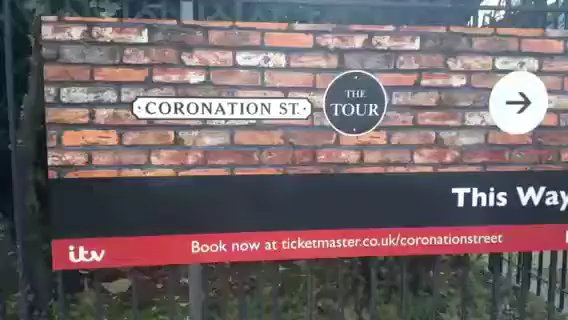 CORONATION ST.
THE
TOUR
This Way
itv
Book now at ticketmaster.co.uk/coronationstreet